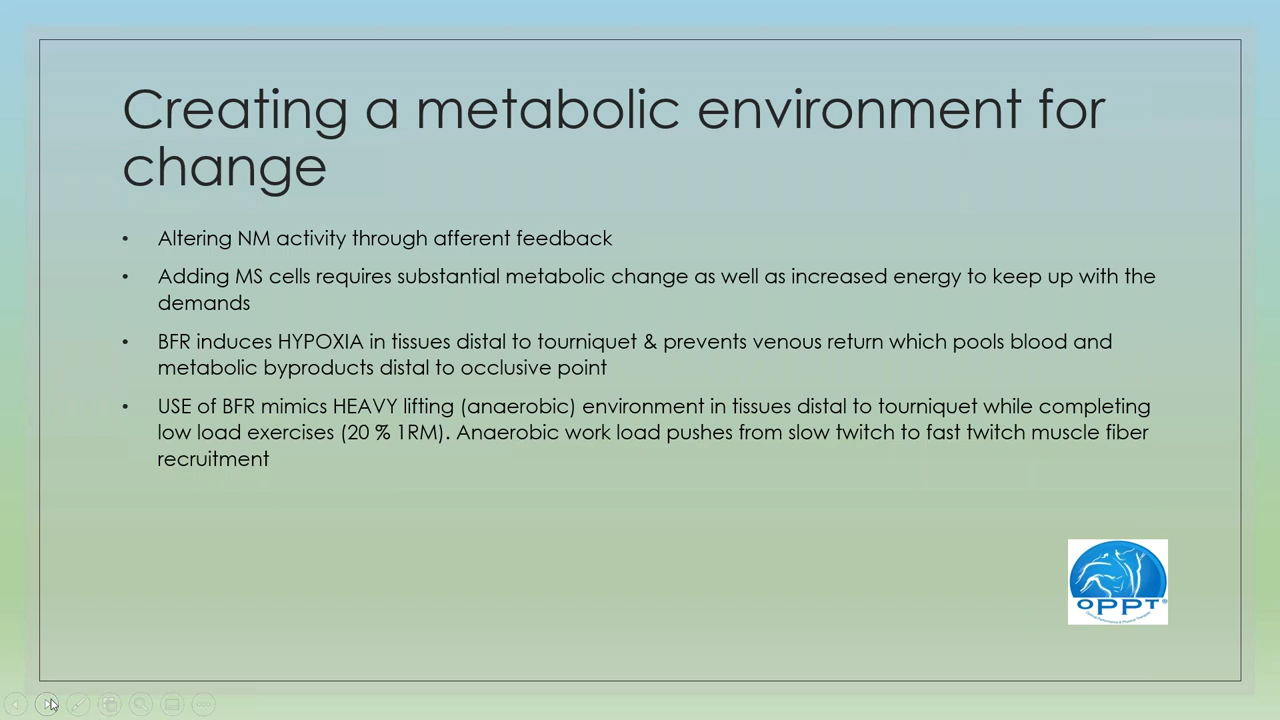 Creating a metabolic environment for
change
• Altering NM activity through afferent feedback
• Adding MS cells requires substantial metabolic change as well as increased energy to keep up with the
demands
• BFR induces HYPOXIA in tissues distal to tourniquet & prevents venous return which pools blood and
metabolic byproducts distal to occlusive point
• USE of BFR mimics HEAVY lifting (anaerobic) environment in tissues distal to tourniquet while completing
low load exercises (20 % 1RM). Anaerobic work load pushes from slow twitch to fast twitch muscle fiber
recruitment
OPPT®